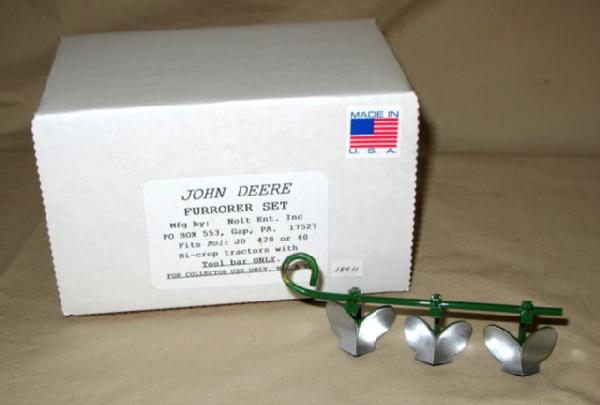 MADE IN
U.S.A.
JOHN DEERE
FURRORER SET
Mfg by: Nolt Ent. Inc
PO BOX 553, Gap, PA. 17527
Fits Nolt JD 420 or 40
Hi-crop tractors with
Tool bar ONLY.
FOR COLLECTOR USE ONLY,